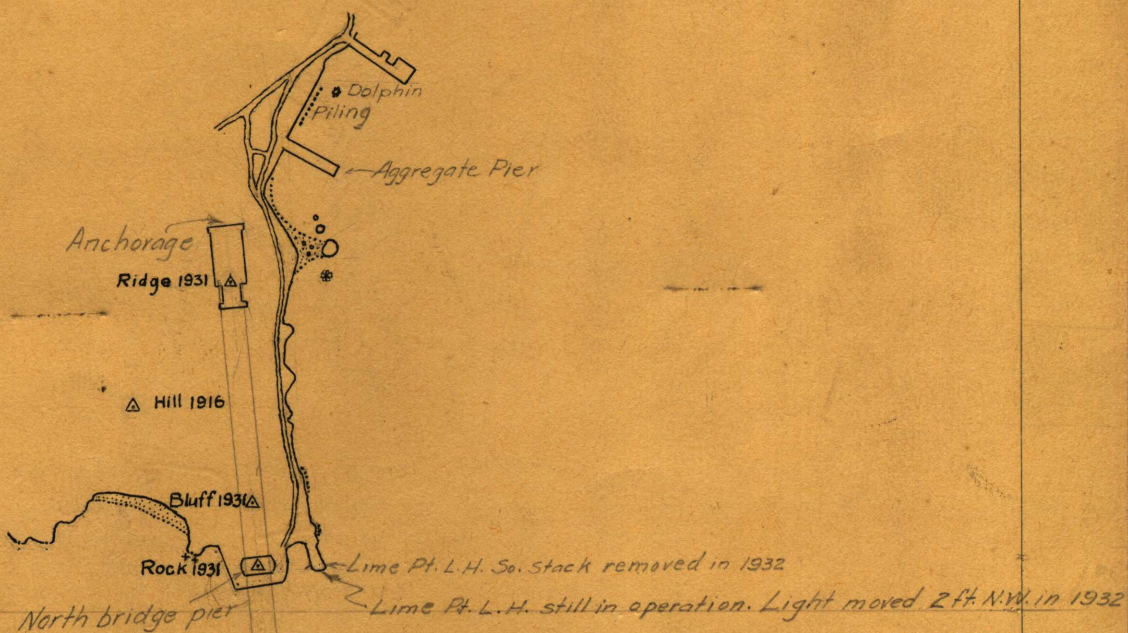 Dolphin
Piling
Aggregate Pier
Anchorage
Ridge 1931
Hill 1916
Bluff 1931
Rock 1931
Lime Pt. L.H. So. stack removed in 1932
Lime Pt. L.H. still in operation. Light moved 2 ft. N.W. in 1932
North bridge pier